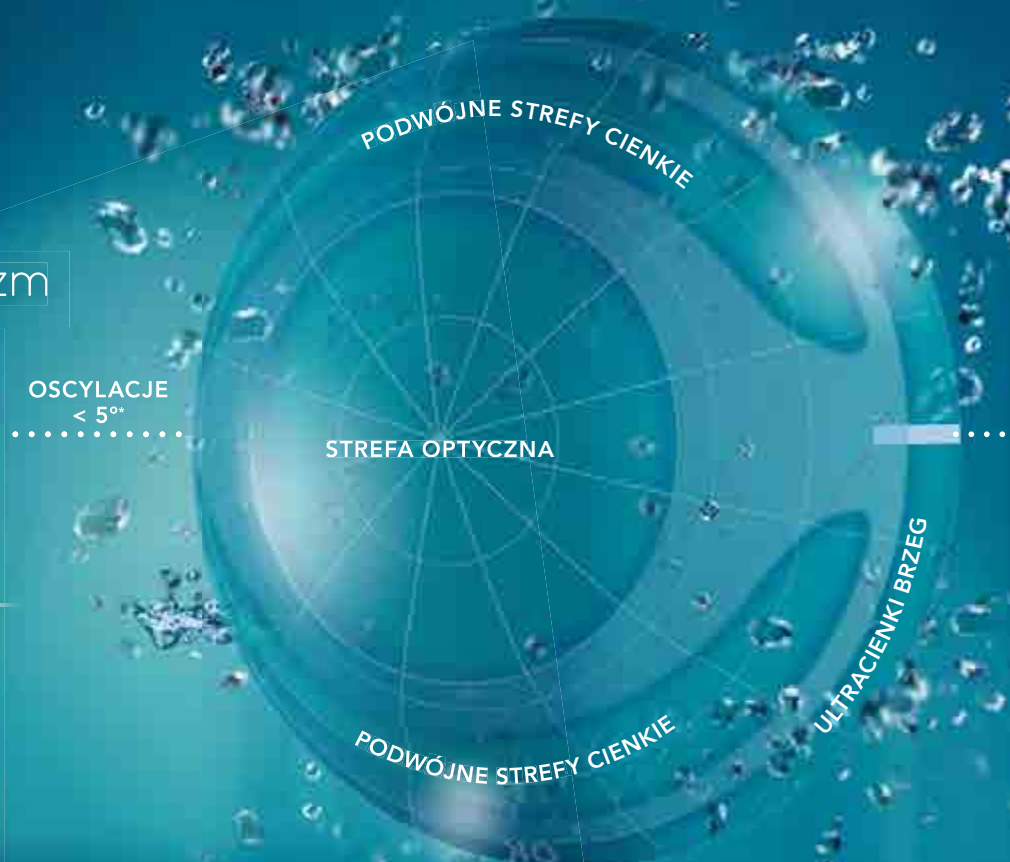 PODWÓJNE STREFY CIENKIE
zm
OSCYLACJE
< 5°*
STREFA OPTYCZNA
ULTRACIENKI BRZEG
PODWÓJNE STREFY CIENKIE